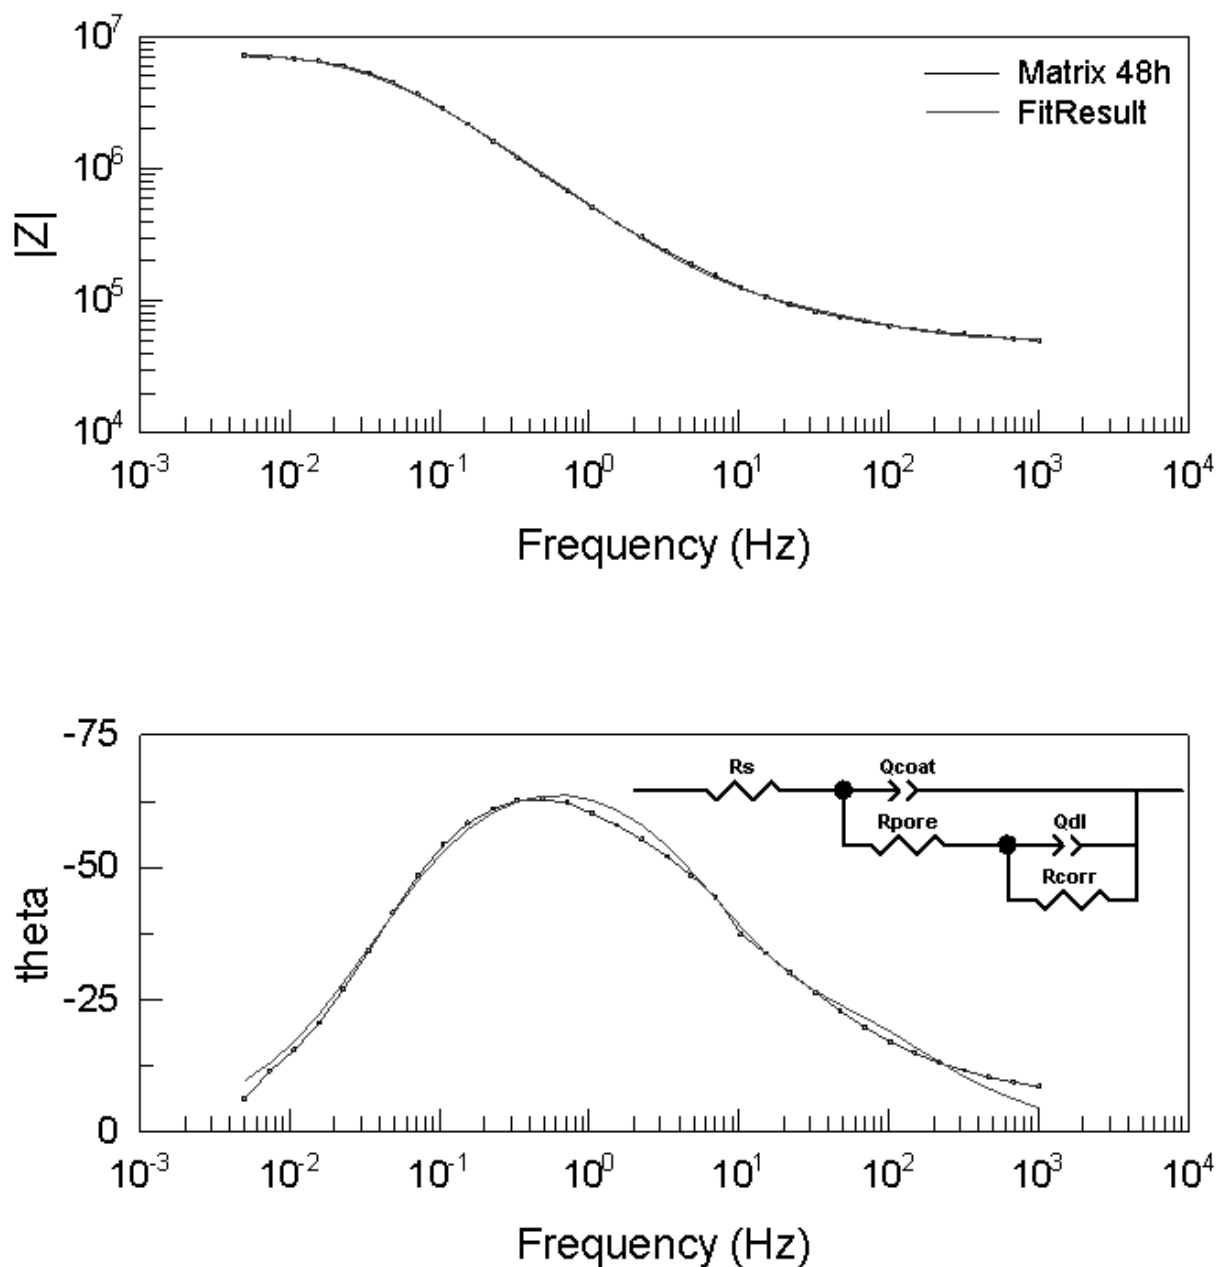 10^7
10^6
10^5
10^4
|Z|
Matrix 48h
FitResult
10^-3 10^-2 10^-1 10^0 10^1 10^2 10^3 10^4
Frequency (Hz)
-75
-50
-25
0
theta
Rs
Qcoat
Rpore
Qdl
Rcorr
10^-3 10^-2 10^-1 10^0 10^1 10^2 10^3 10^4
Frequency (Hz)